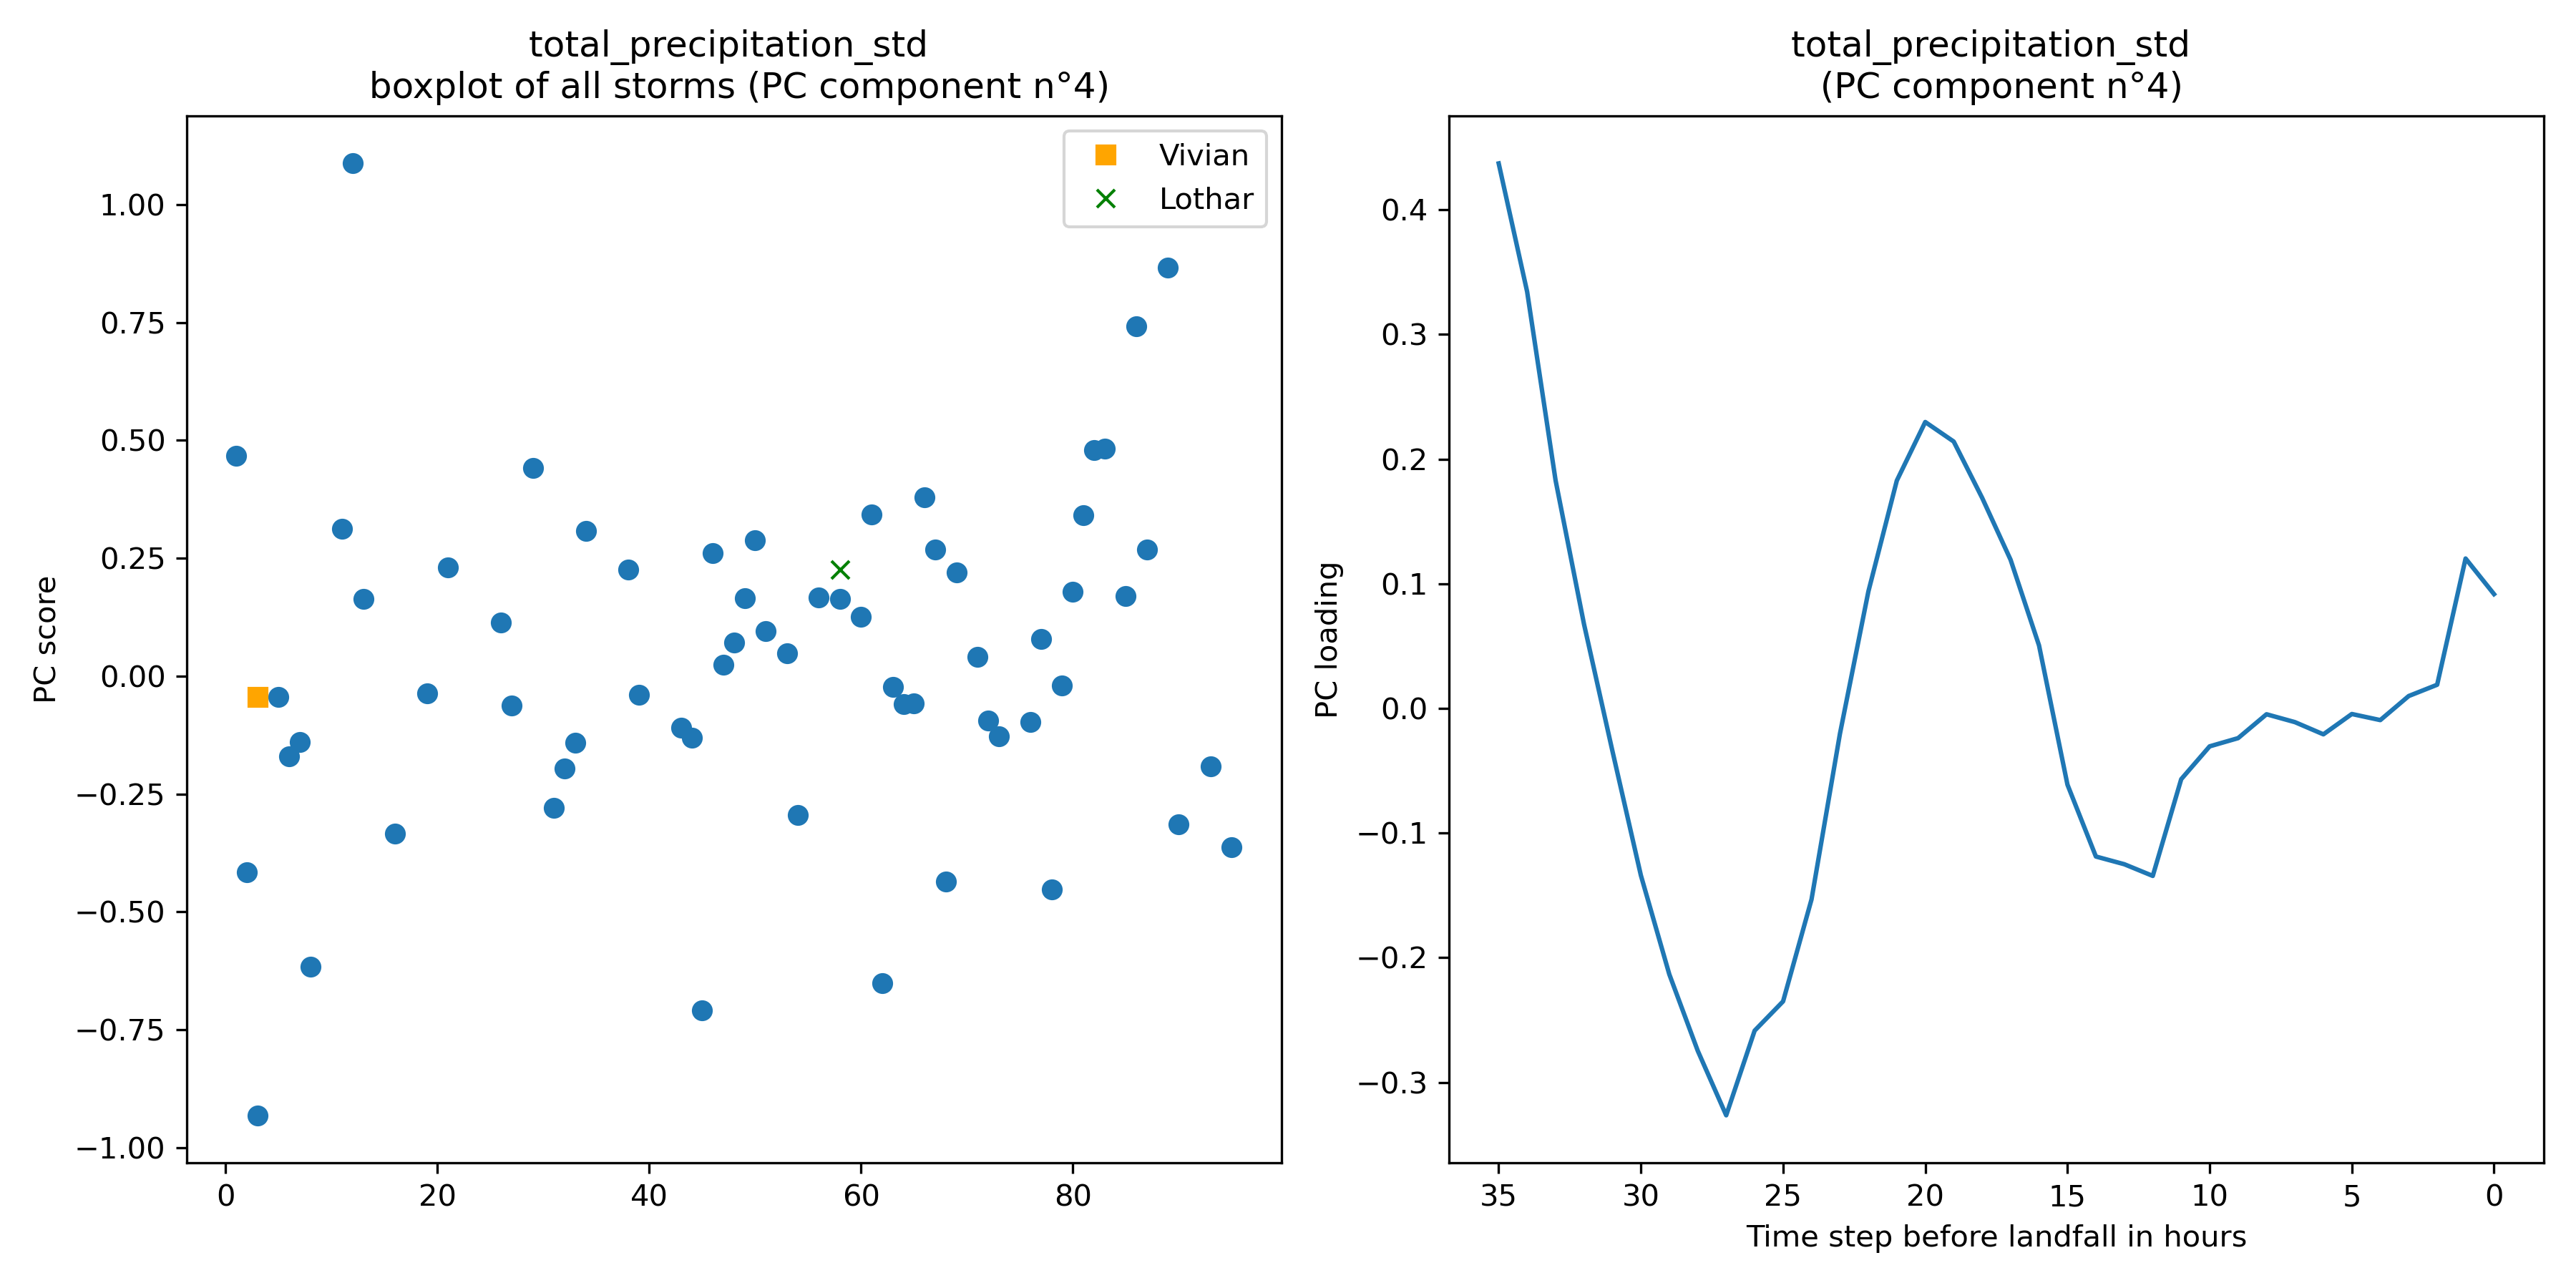 total_precipitation_std
boxplot of all storms (PC component n°4)
Vivian
Lothar
PC score
1.00
0.75
0.50
0.25
0.00
−0.25
−0.50
−0.75
−1.00
0 20 40 60 80
total_precipitation_std
(PC component n°4)
PC loading
0.4
0.3
0.2
0.1
0.0
−0.1
−0.2
−0.3
35 30 25 20 15 10 5 0
Time step before landfall in hours